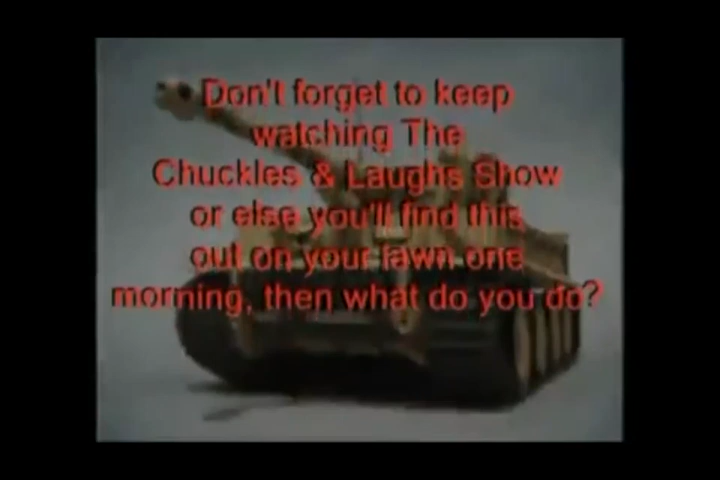 Don't forget to keep
watching The
Chuckles & Laughs Show
or else you'll find this
out on your lawn one
morning, then what do you do?